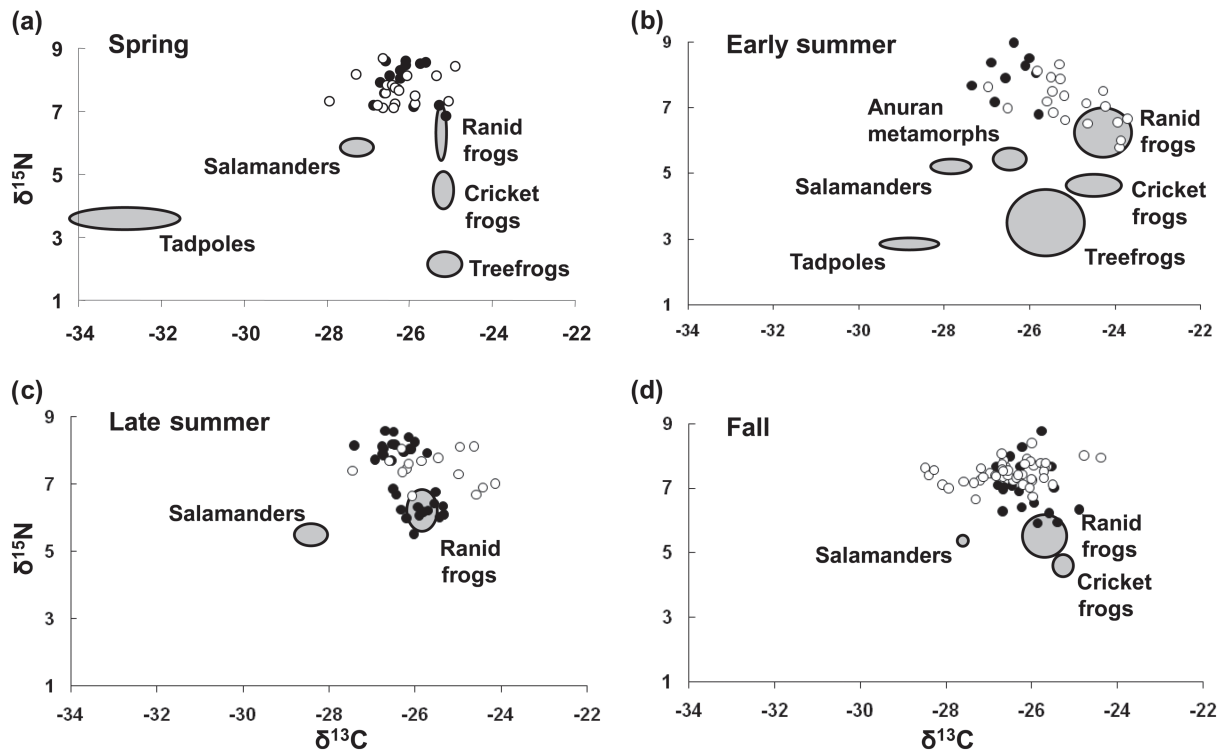 (a)
Spring
9
7
5
3
1
δ15N
Salamanders
Tadpoles
Ranid
frogs
Cricket
frogs
Treefrogs
-34
-32
-30
-28
-26
-24
-22
(b)
Early summer
9
7
5
3
1
Anuran
metamorphs
Salamanders
Tadpoles
Ranid
frogs
Cricket
frogs
Treefrogs
-34
-32
-30
-28
-26
-24
-22
(c)
Late summer
9
7
5
3
1
δ15N
Salamanders
Ranid
frogs
-34
-32
-30
-28
-26
-24
-22
δ13C
(d)
Fall
9
7
5
3
1
Salamanders
Ranid
frogs
Cricket
frogs
-34
-32
-30
-28
-26
-24
-22
δ13C